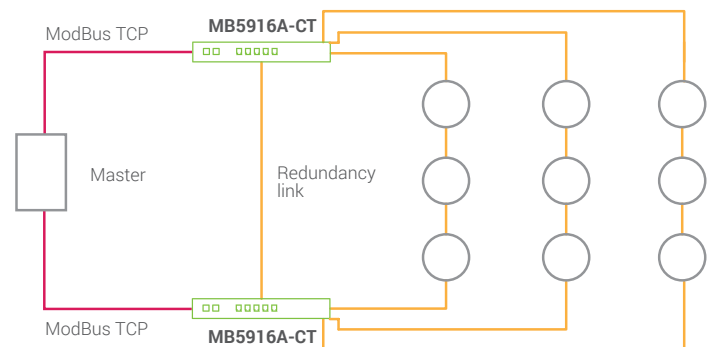 MB5916A-CT
ModBus TCP
Master
Redundancy
link
ModBus TCP
MB5916A-CT